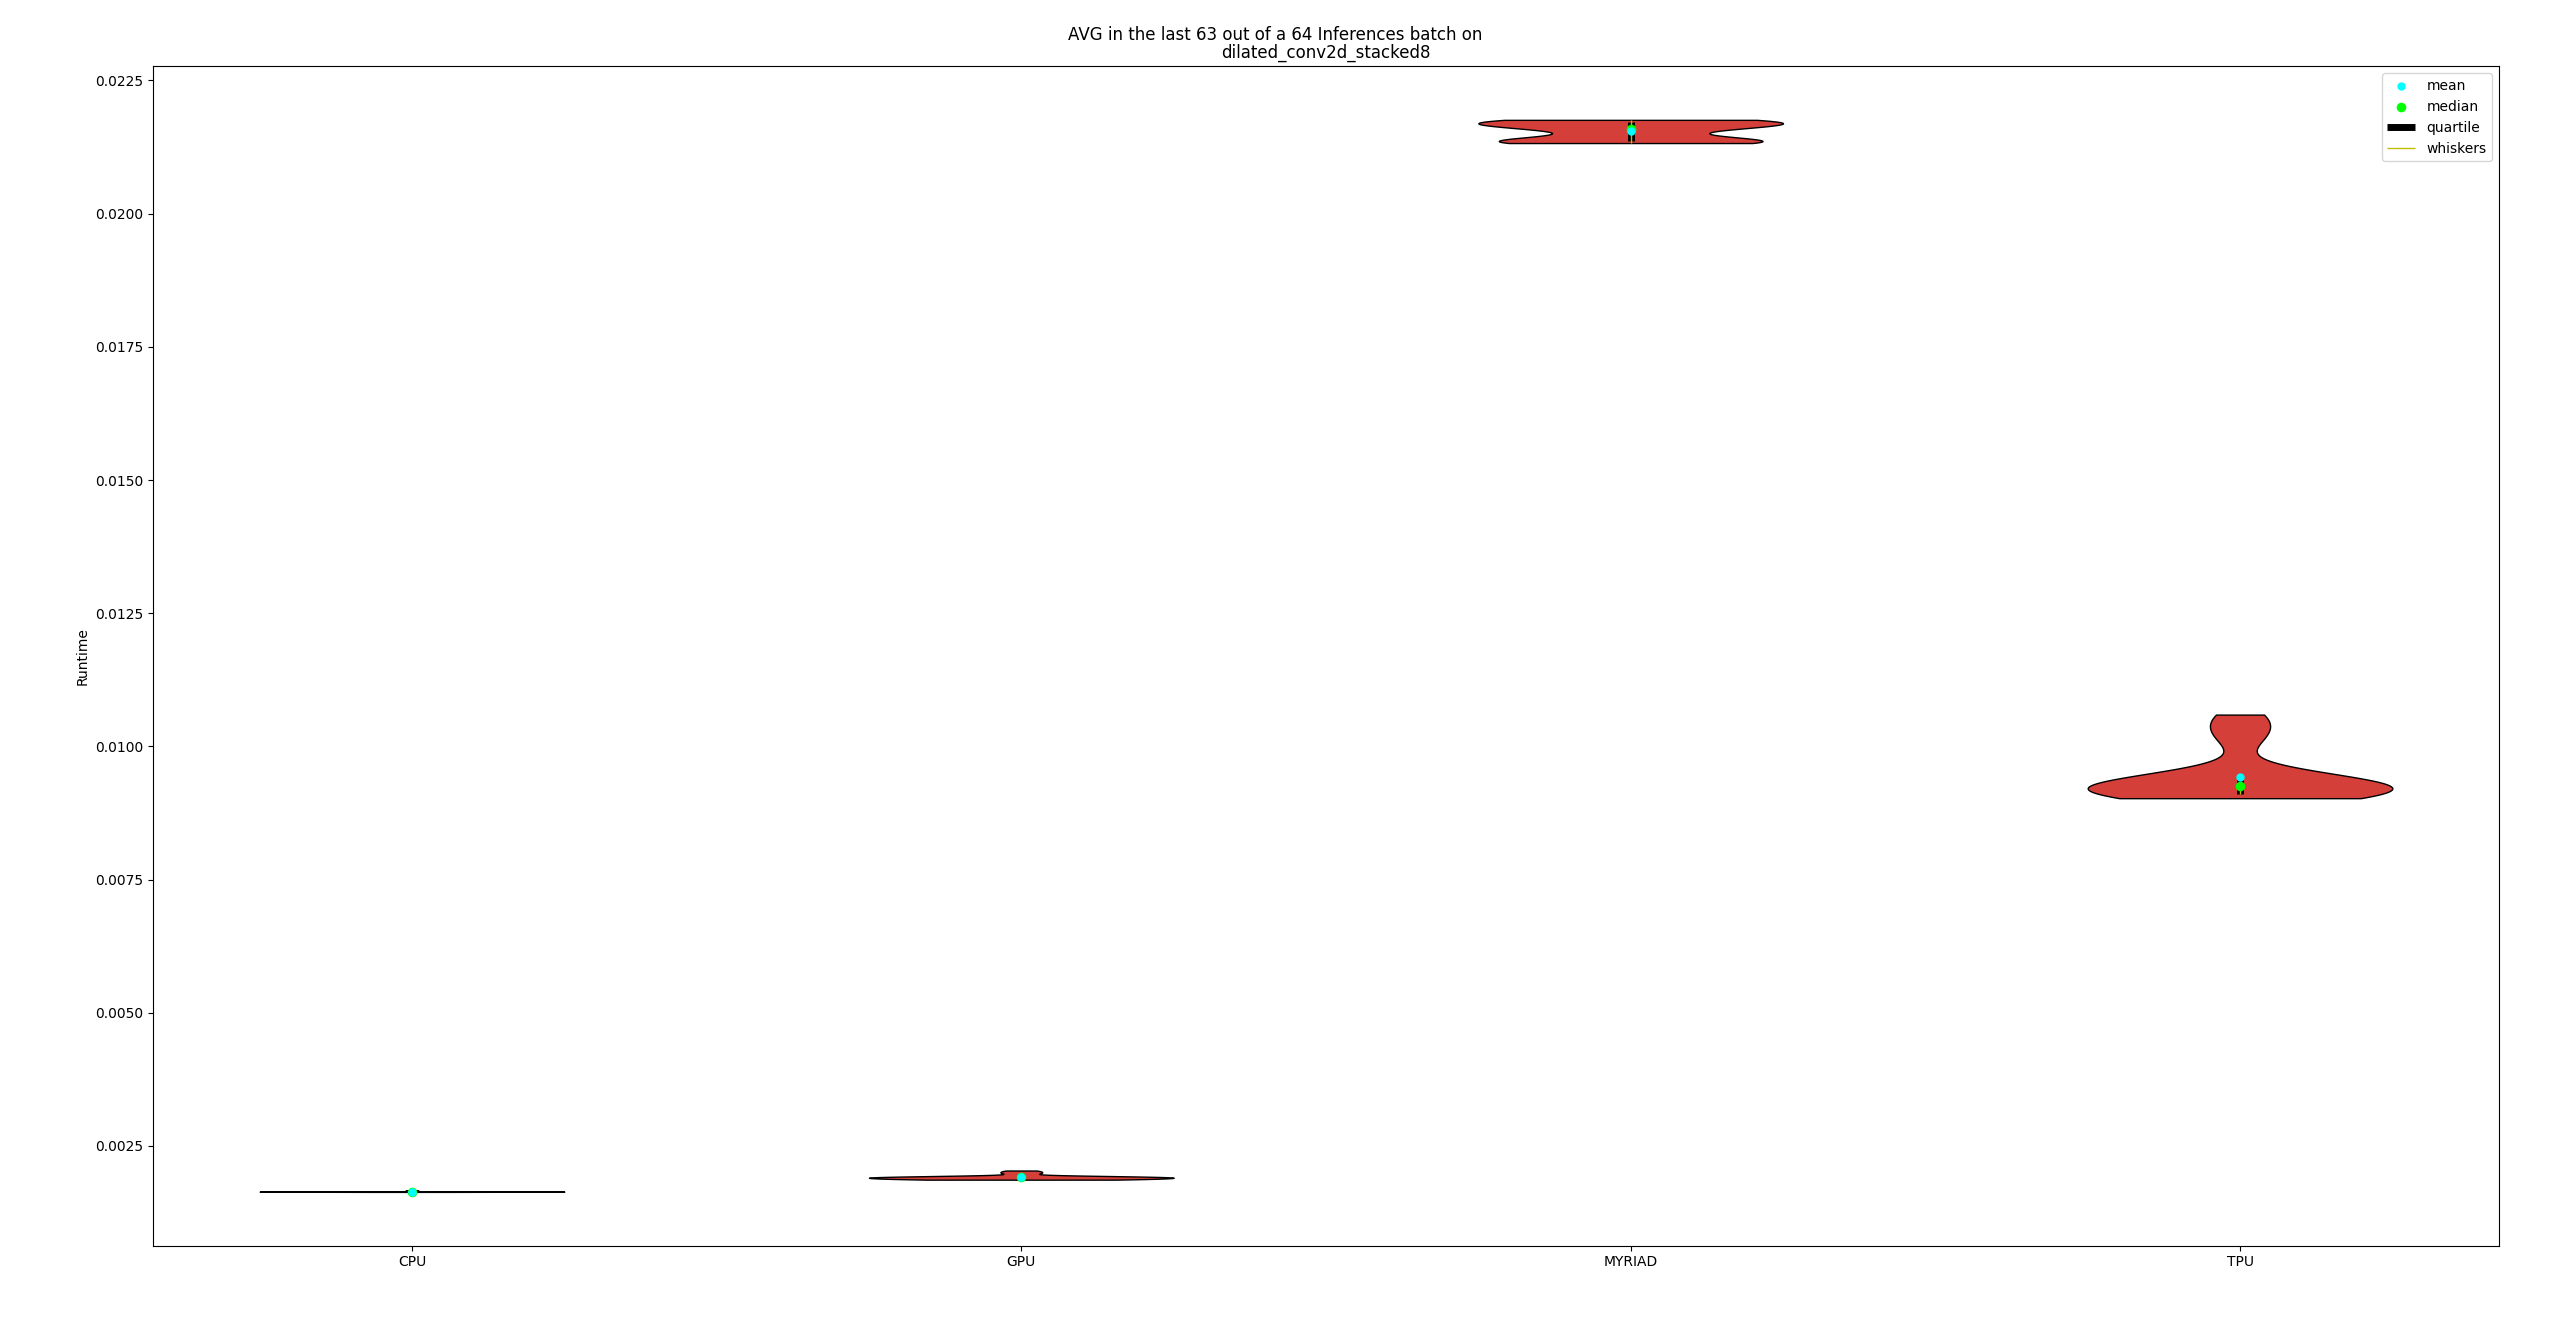 AVG in the last 63 out of a 64 Inferences batch on
dilated_conv2d_stacked8
mean
median
quartile
whiskers
0.0225
0.0200
0.0175
0.0150
0.0125
0.0100
0.0075
0.0050
0.0025
Runtime
CPU
GPU
MYRIAD
TPU